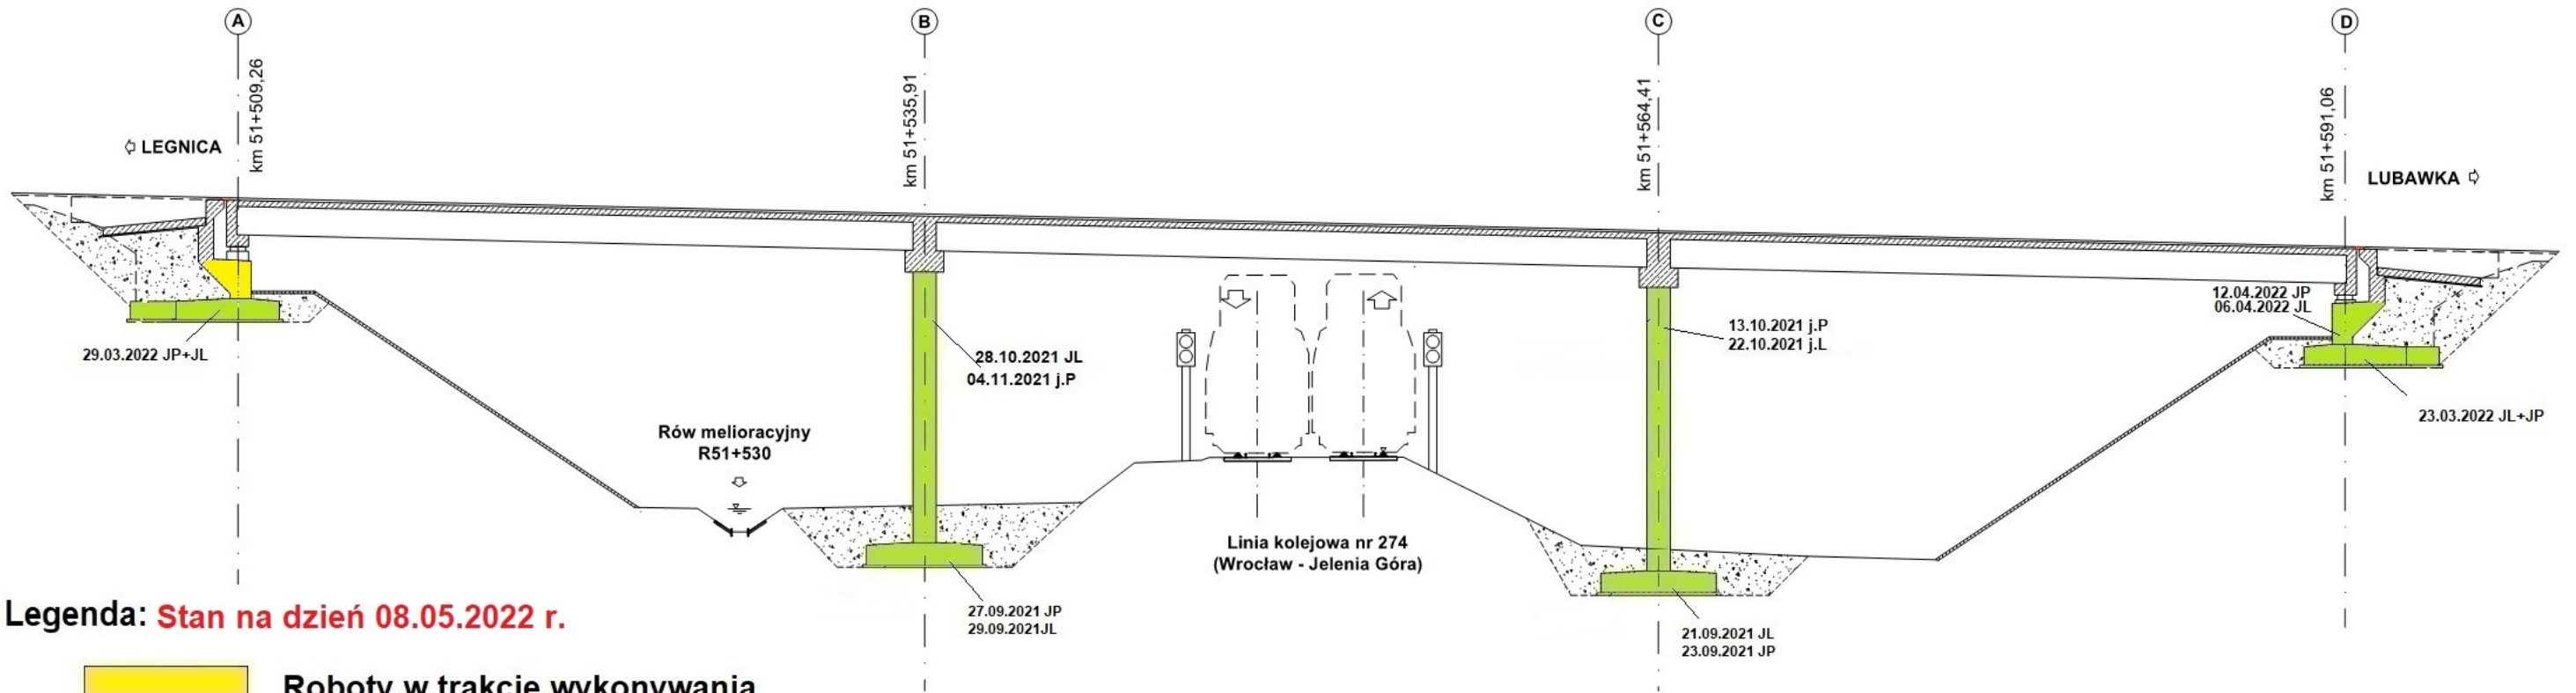 A
B
C
D
km 51+509,26
km 51+535,91
km 51+564,41
km 51+591,06
⇦ LEGNICA
LUBAWKA ⇨
29.03.2022 JP+JL
28.10.2021 JL
04.11.2021 j.P
13.10.2021 j.P
22.10.2021 j.L
12.04.2022 JP
06.04.2022 JL
23.03.2022 JL+JP
Rów melioracyjny
R51+530
Linia kolejowa nr 274
(Wrocław - Jelenia Góra)
27.09.2021 JP
29.09.2021JL
21.09.2021 JL
23.09.2021 JP
Legenda: Stan na dzień 08.05.2022 r.
Roboty w trakcie wykonywania